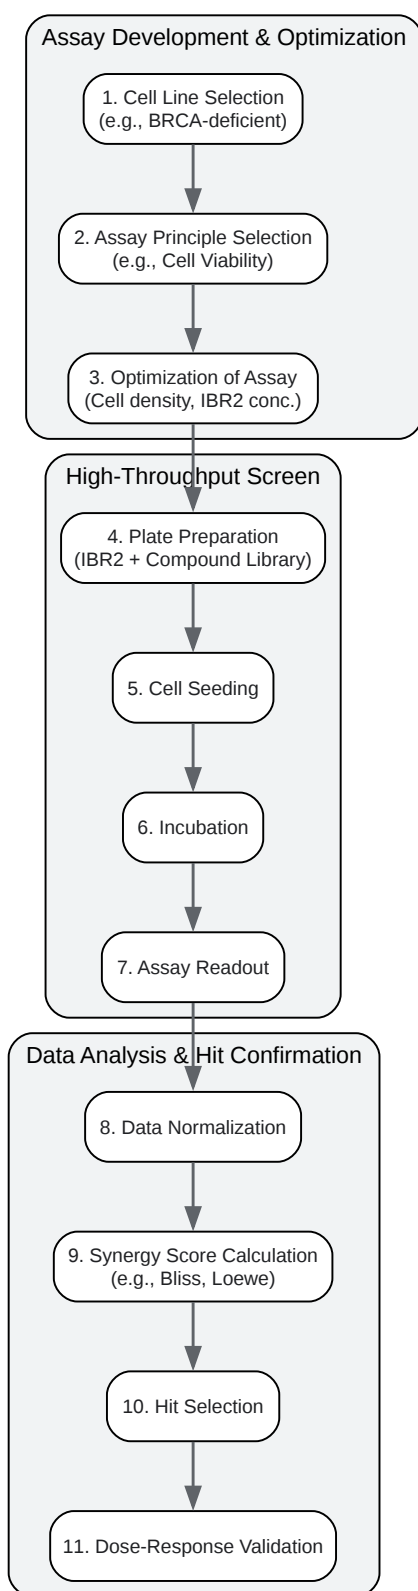 Assay Development & Optimization
1. Cell Line Selection
(e.g., BRCA-deficient)
2. Assay Principle Selection
(e.g., Cell Viability)
3. Optimization of Assay
(Cell density, IBR2 conc.)
High-Throughput Screen
4. Plate Preparation
(IBR2 + Compound Library)
5. Cell Seeding
6. Incubation
7. Assay Readout
Data Analysis & Hit Confirmation
8. Data Normalization
9. Synergy Score Calculation
(e.g., Bliss, Loewe)
10. Hit Selection
11. Dose-Response Validation